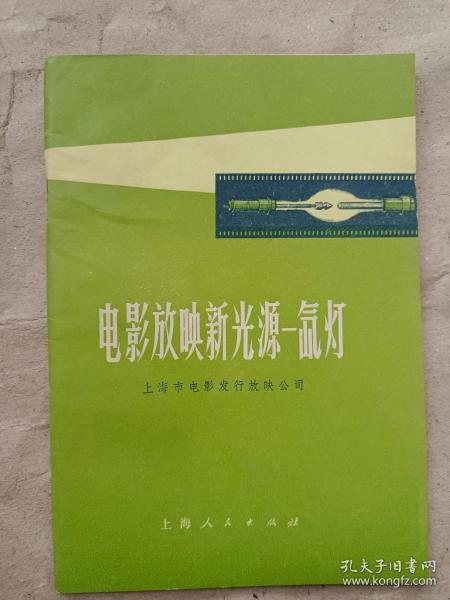 电影放映新光源-氙灯
上海市电影发行放映公司
上海人民出版社
孔夫子旧书网
www.kongfz.com